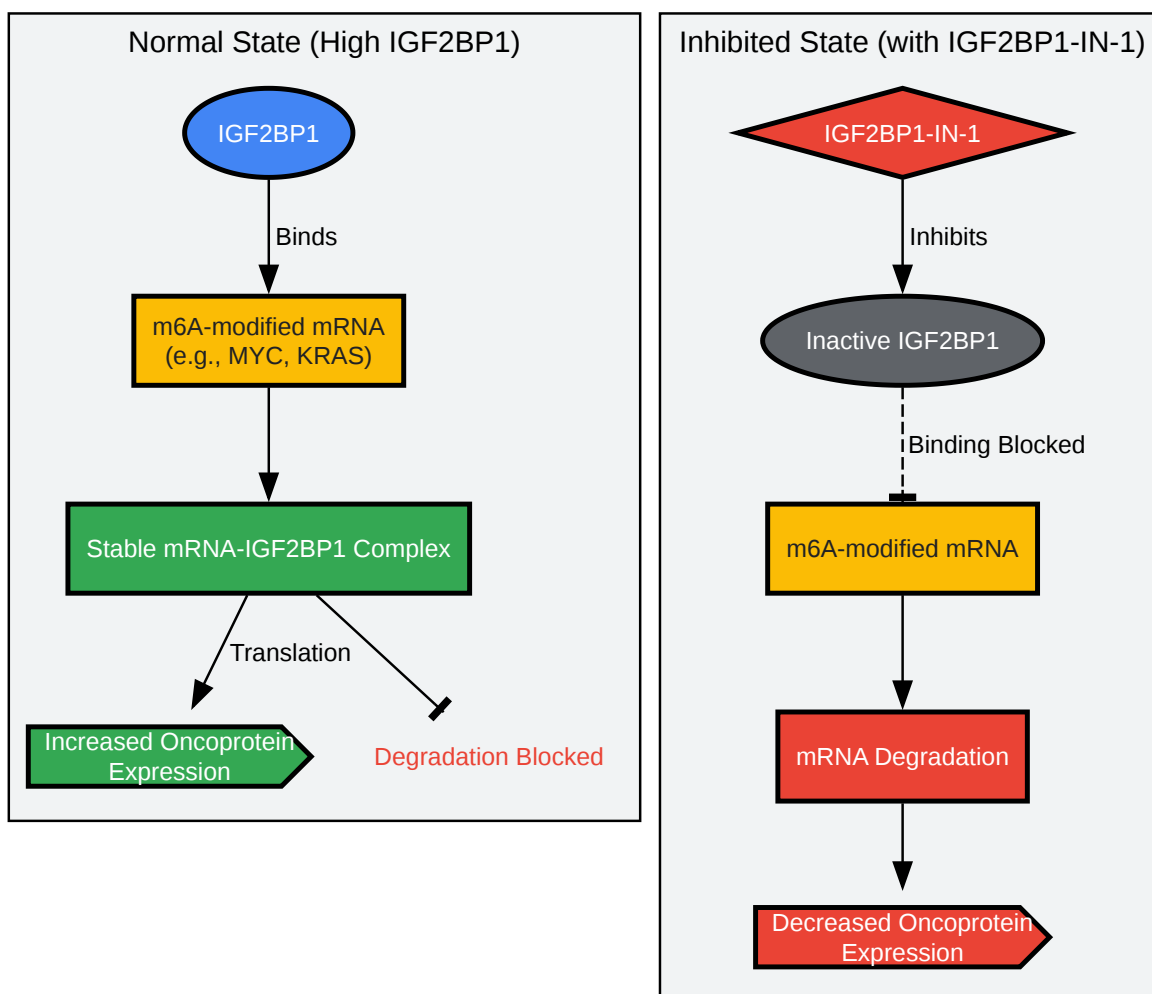 Normal State (High IGF2BP1)
IGF2BP1
Binds
m6A-modified mRNA
(e.g., MYC, KRAS)
Stable mRNA-IGF2BP1 Complex
Translation
Increased Oncoprotein
Expression
Degradation Blocked
Inhibited State (with IGF2BP1-IN-1)
IGF2BP1-IN-1
Inhibits
Inactive IGF2BP1
Binding Blocked
m6A-modified mRNA
mRNA Degradation
Decreased Oncoprotein
Expression